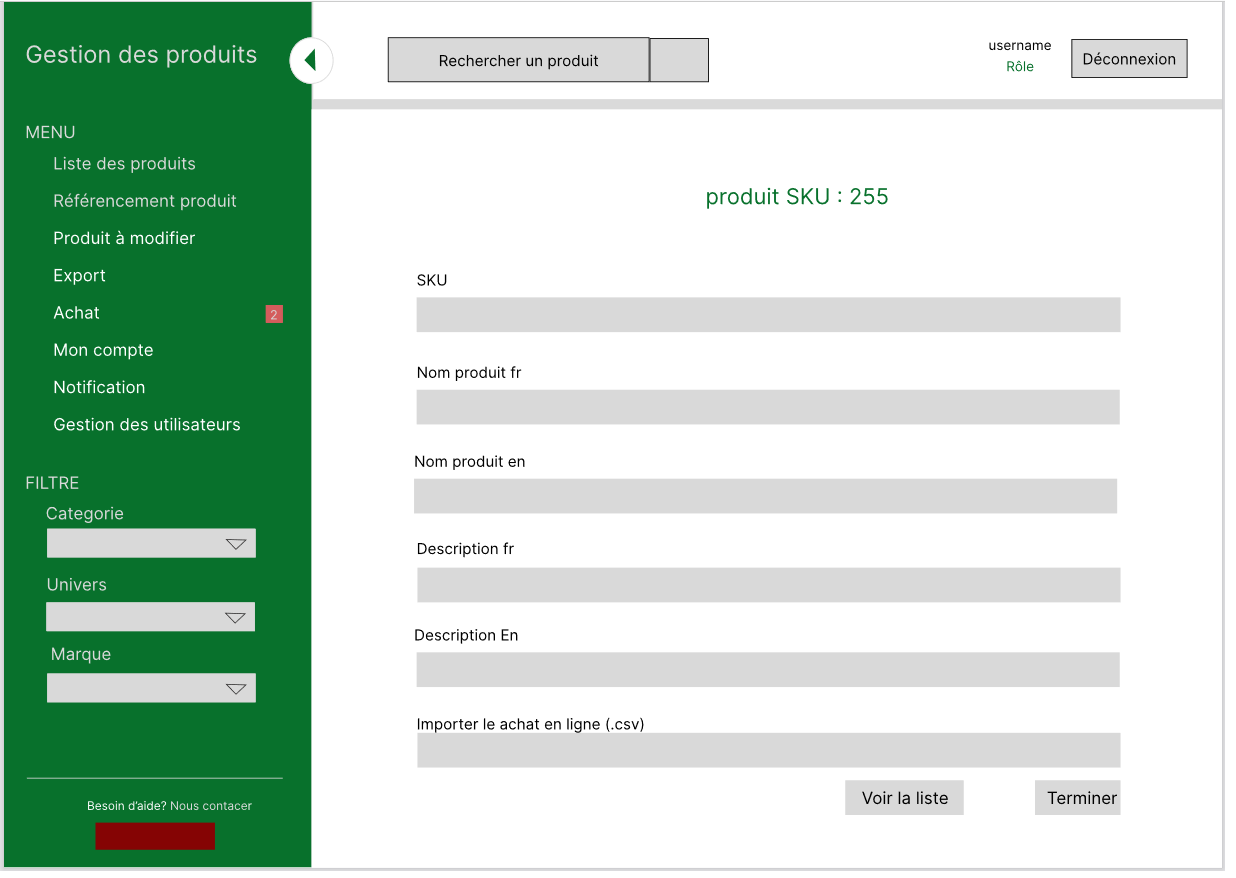 Gestion des produits
MENU
Liste des produits
Référencement produit
Produit à modifier
Export
Achat
2
Mon compte
Notification
Gestion des utilisateurs
FILTRE
Categorie
Univers
Marque
Besoin d'aide? Nous contacer
Rechercher un produit
username
Rôle
Déconnexion
produit SKU : 255
SKU
Nom produit fr
Nom produit en
Description fr
Description En
Importer le achat en ligne (.csv)
Voir la liste
Terminer